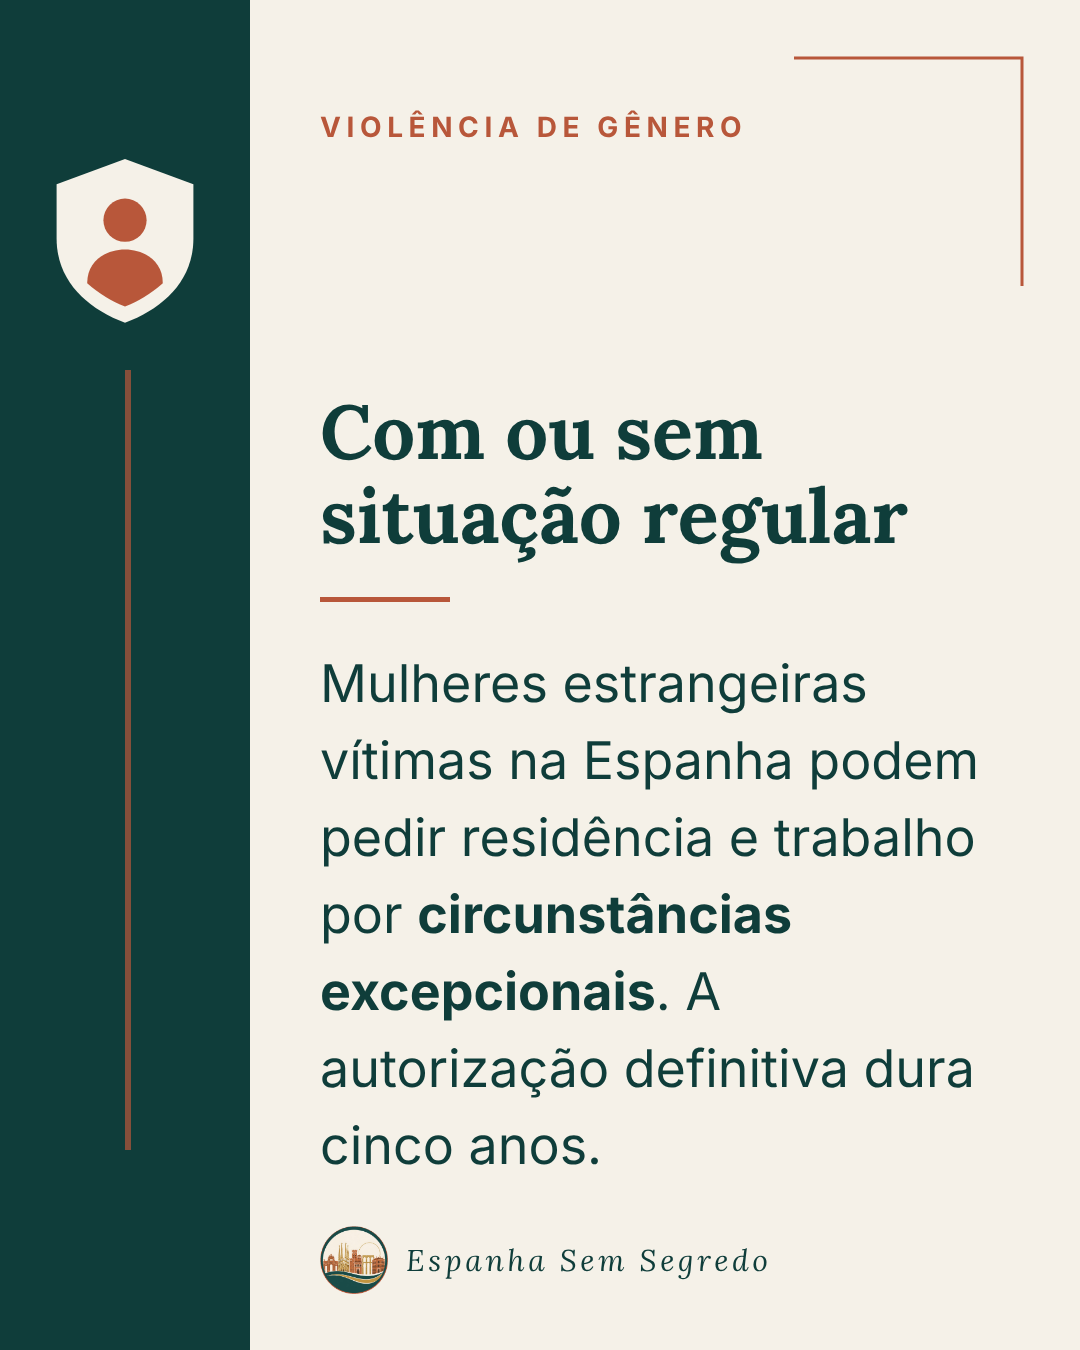 VIOLÊNCIA DE GÊNERO
Com ou sem
situação regular
Mulheres estrangeiras
vítimas na Espanha podem
pedir residência e trabalho
por circunstâncias
excepcionais. A
autorização definitiva dura
cinco anos.
Espanha Sem Segredo